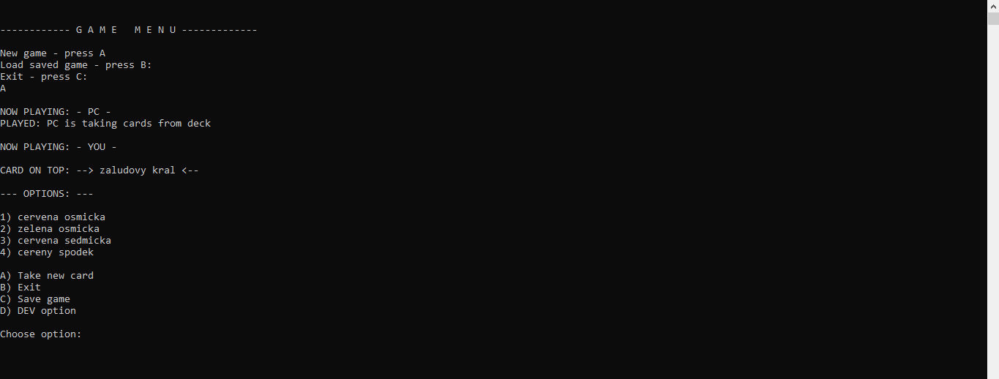 ------------ G A M E   M E N U -------------
New game - press A
Load saved game - press B:
Exit - press C:
A
NOW PLAYING: - PC -
PLAYED: PC is taking cards from deck
NOW PLAYING: - YOU -
CARD ON TOP: --> zaludovy kral <--
--- OPTIONS: ---
1) cervena osmicka
2) zelena osmicka
3) cervena sedmicka
4) cereny spodek
A) Take new card
B) Exit
C) Save game
D) DEV option
Choose option: